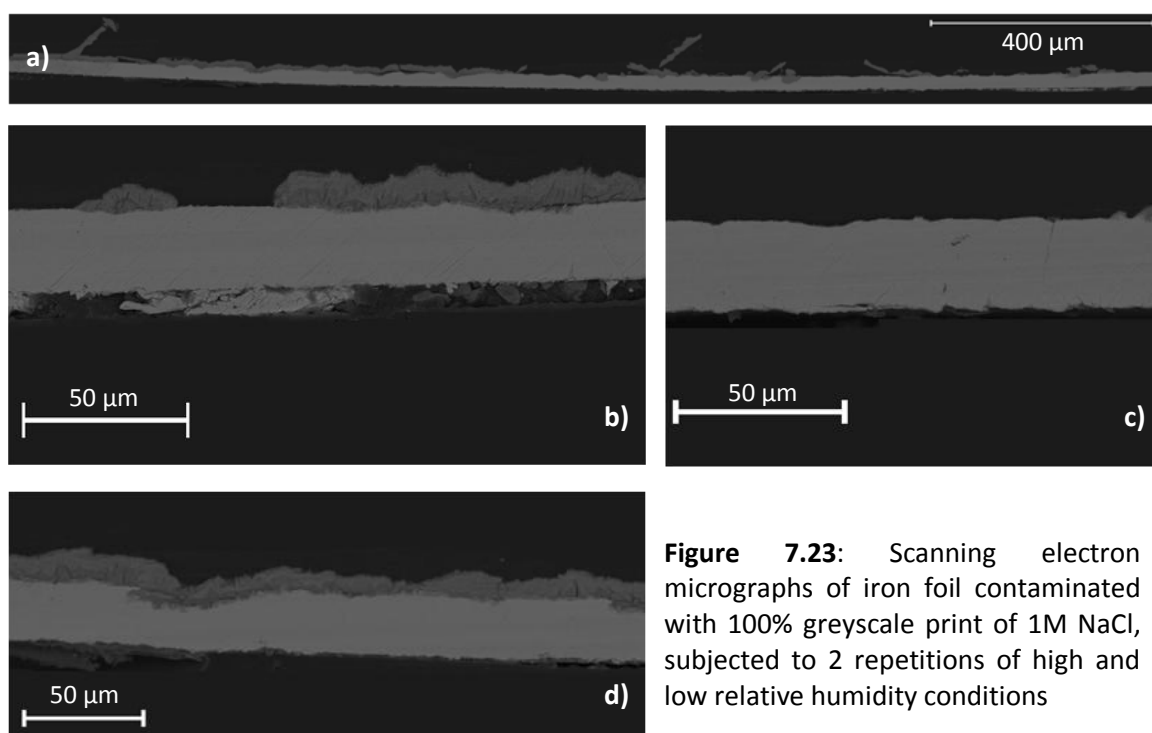 a)
400 µm
50 µm
b)
50 µm
c)
50 µm
d)
Figure 7.23: Scanning electron
micrographs of iron foil contaminated
with 100% greyscale print of 1M NaCl,
subjected to 2 repetitions of high and
low relative humidity conditions